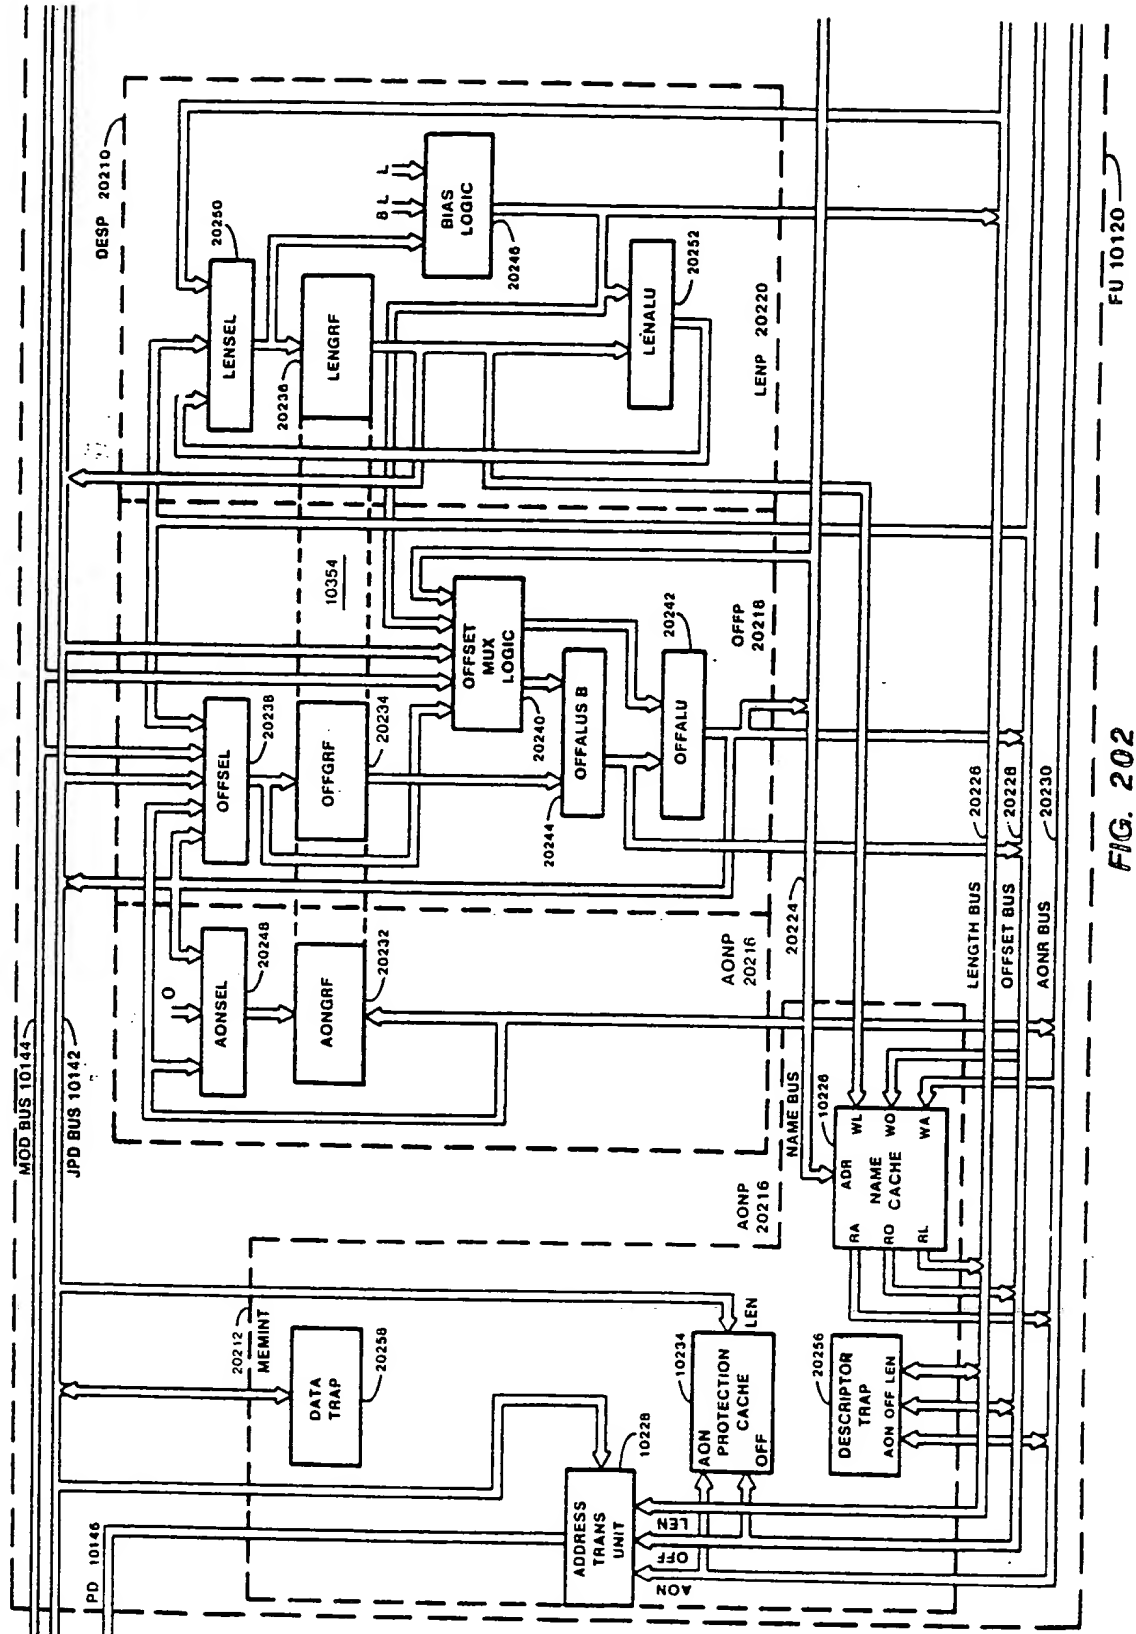 MOD BUS 10144
JPD BUS 10142
PD 10146
DESP 20210
20250
LENSEL
20236
LENGRF
B L
L
BIAS
LOGIC
20246
LENALU
20252
LENP 20220
10354
OFFSEL
20238
OFFGRF
20234
OFFSET
MUX
LOGIC
20240
OFFALUS B
20244
OFFALU
20242
OFFP
20218
O
AONSEL
20248
AONGRF
20232
AONP
20216
20224
NAME BUS
LENGTH BUS
20226
OFFSET BUS
20228
AONR BUS
20230
AONP
20216
10226
ADR
WL
WO
WA
NAME
CACHE
RA
RO
RL
20212
MEMINT
DATA
TRAP
20258
LEN
10234
AON
PROTECTION
CACHE
OFF
20256
DESCRIPTOR
TRAP
AON OFF LEN
10228
ADDRESS
TRANS
UNIT
LEN
OFF
AON
FU 10120
FIG. 202